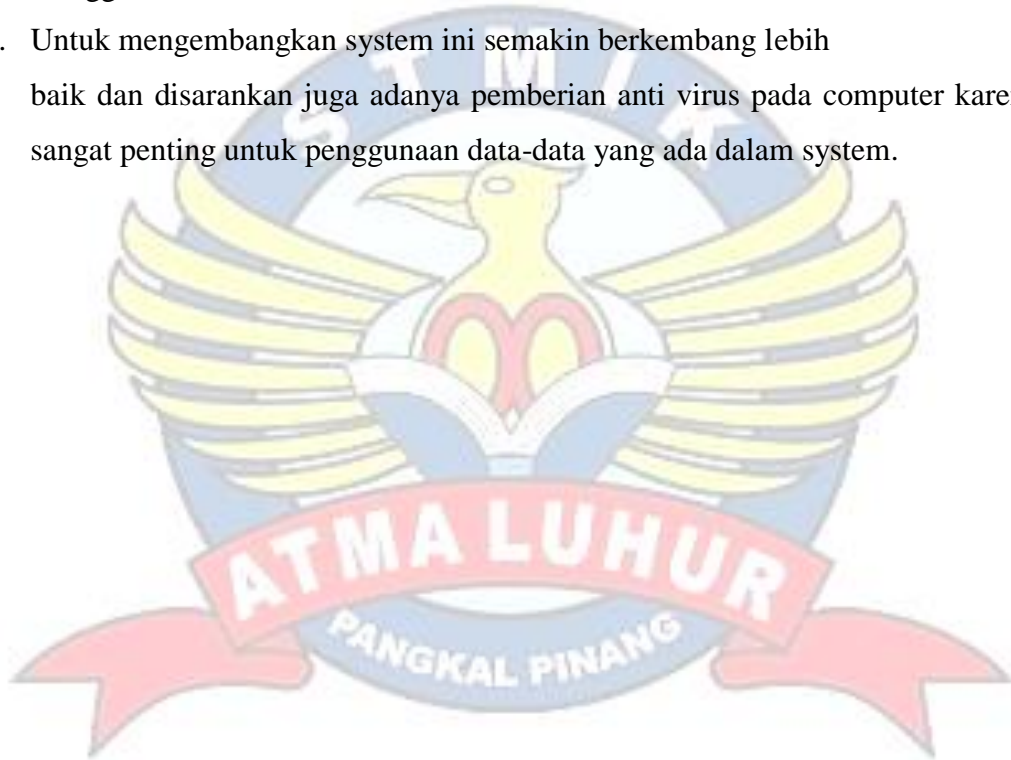 . Untuk mengembangkan system ini semakin berkembang lebih
baik dan disarankan juga adanya pemberian anti virus pada computer
sangat penting untuk penggunaan data-data yang ada dalam system.
STMIK
ATMA LUHUR
PANGKAL PINANG